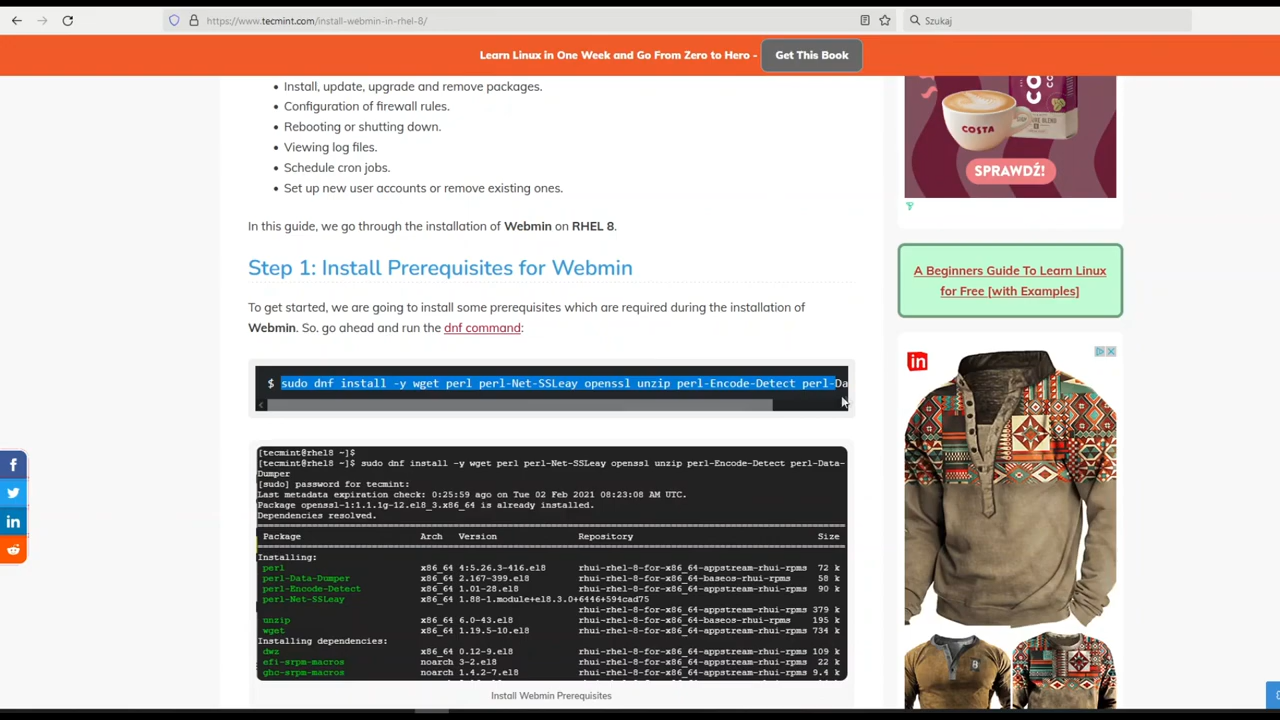 https://www.tecmint.com/install-webmin-in-rhel-8/
Szukaj
Learn Linux in One Week and Go From Zero to Hero - Get This Book
Install, update, upgrade and remove packages.
Configuration of firewall rules.
Rebooting or shutting down.
Viewing log files.
Schedule cron jobs.
Set up new user accounts or remove existing ones.
In this guide, we go through the installation of Webmin on RHEL 8.
Step 1: Install Prerequisites for Webmin
To get started, we are going to install some prerequisites which are required during the installation of
Webmin. So. go ahead and run the dnf command:
$ sudo dnf install -y wget perl perl-Net-SSLeay openssl unzip perl-Encode-Detect perl-Da
[tecmint@rhel8 ~]$
[tecmint@rhel8 ~]$ sudo dnf install -y wget perl perl-Net-SSLeay openssl unzip perl-Encode-Detect perl-Data-
Dumper
[sudo] password for tecmint:
Last metadata expiration check: 0:25:59 ago on Tue 02 Feb 2021 08:23:08 AM UTC.
Package openssl-1:1.1.1g-12.el8_3.x86_64 is already installed.
Dependencies resolved.
Package Arch Version Repository Size
Installing:
perl x86_64 4:5.26.3-416.el8 rhui-rhel-8-for-x86_64-appstream-rhui-rpms 72 k
perl-Data-Dumper x86_64 2.167-399.el8 rhui-rhel-8-for-x86_64-baseos-rhui-rpms 58 k
perl-Encode-Detect x86_64 1.01-28.el8 rhui-rhel-8-for-x86_64-appstream-rhui-rpms 90 k
perl-Net-SSLeay x86_64 1.88-1.module+el8.3.0+6446+594cad75
rhui-rhel-8-for-x86_64-appstream-rhui-rpms 379 k
unzip x86_64 6.0-43.el8 rhui-rhel-8-for-x86_64-baseos-rhui-rpms 195 k
wget x86_64 1.19.5-10.el8 rhui-rhel-8-for-x86_64-appstream-rhui-rpms 734 k
Installing dependencies:
dwz x86_64 0.12-9.el8 rhui-rhel-8-for-x86_64-appstream-rhui-rpms 109 k
efi-srpm-macros noarch 3-2.el8 rhui-rhel-8-for-x86_64-appstream-rhui-rpms 22 k
ghc-srpm-macros noarch 1.4.2-7.el8 rhui-rhel-8-for-x86_64-appstream-rhui-rpms 9.4 k
Install Webmin Prerequisites
COSTA
SPRAWDŹ!
A Beginners Guide To Learn Linux
for Free [with Examples]
in
f
in